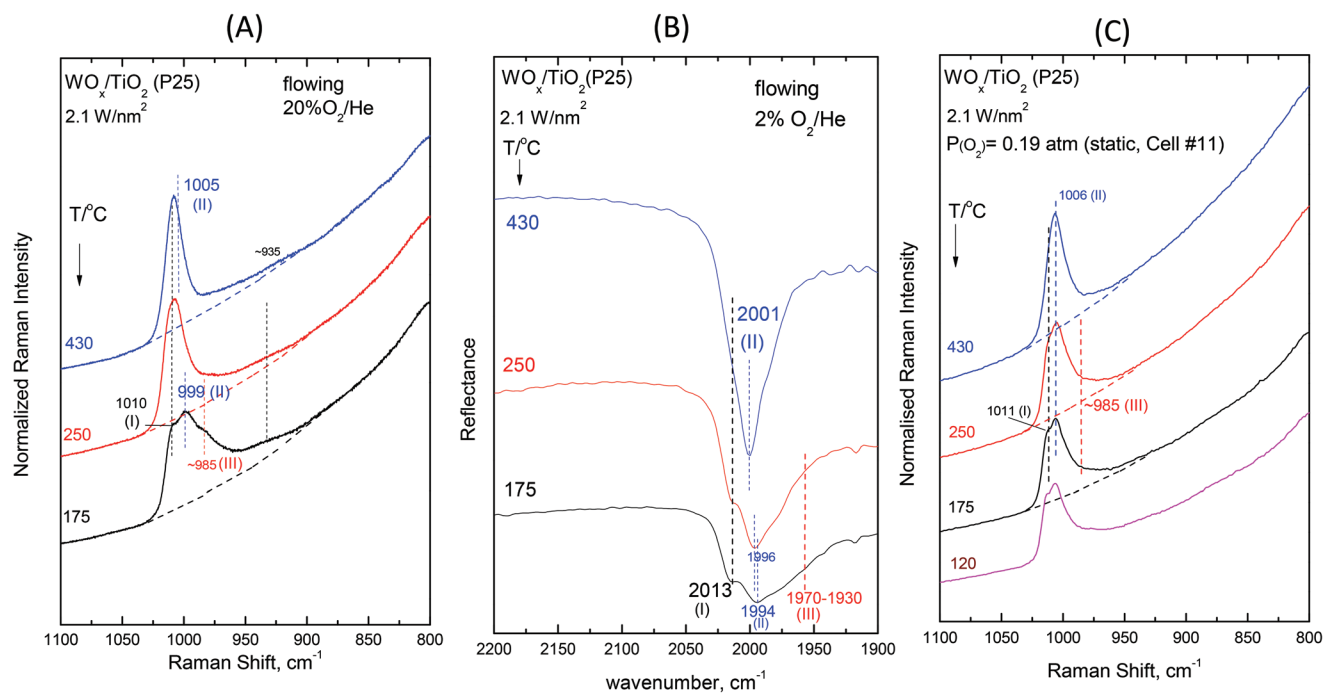 (A)
WOₓ/TiO₂ (P25)
2.1 W/nm²
flowing
20%O₂/He
T/°C
1005
(II)
~935
430
1010
(I)
999 (II)
250
~985 (III)
175
Normalized Raman Intensity
1100 1050 1000 950 900 850 800
Raman Shift, cm⁻¹
(B)
WOₓ/TiO₂ (P25)
2.1 W/nm²
flowing
2% O₂/He
T/°C
430
2001
(II)
250
175
1996
2013
(I)
1994
(II)
1970-1930
(III)
Reflectance
2200 2150 2100 2050 2000 1950 1900
wavenumber, cm⁻¹
(C)
WOₓ/TiO₂ (P25)
2.1 W/nm²
P(O₂)= 0.19 atm (static, Cell #11)
T/°C
1006 (II)
430
~985 (III)
1011 (I)
250
175
120
Normalised Raman Intensity
1100 1050 1000 950 900 850 800
Raman Shift, cm⁻¹